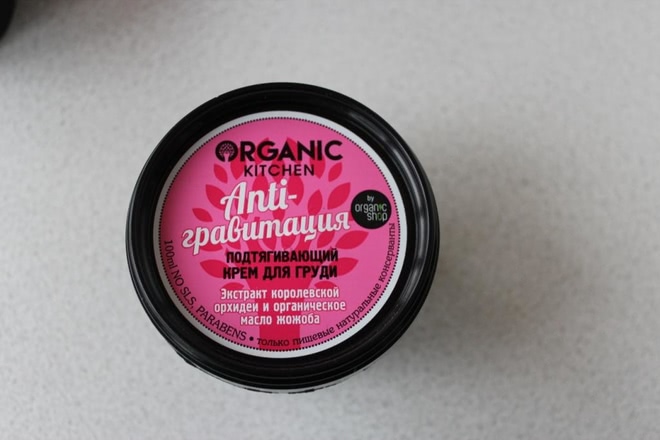 ORGANIC
KITCHEN
Anti-
гравитация
by
organic
shop
ПОДТЯГИВАЮЩИЙ
КРЕМ ДЛЯ ГРУДИ
Экстракт королевской
орхидеи и органическое
масло жожоба
100ml NO SLS, PARABENS • только пищевые натуральные консерванты